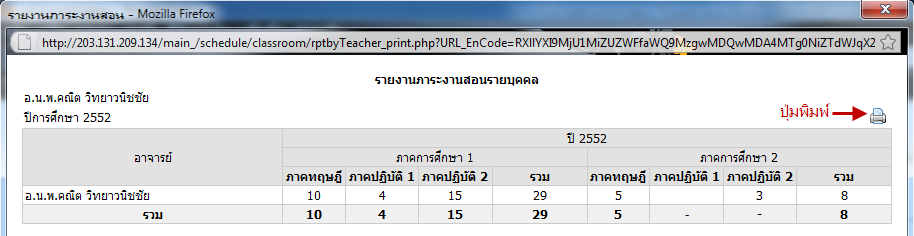 รายงานภาระงานสอน - Mozilla Firefox
http://203.131.209.134/main_/schedule/classroom/rptbyTeacher_print.php?URL_EnCode=RXlIYXl9MjU1MiZUZWFfaWQ9MzgwMDQwMDA4MTg0NiZTdWJqX2
รายงานภาระงานสอนรายบุคคล
อ.น.พ.คณิต วิทยาวนิชชัย
ปีการศึกษา 2552 ปุ่มพิมพ์
อาจารย์ ปี 2552
ภาคการศึกษา 1 ภาคการศึกษา 2
ภาคทฤษฎี ภาคปฏิบัติ 1 ภาคปฏิบัติ 2 รวม ภาคทฤษฎี ภาคปฏิบัติ 1 ภาคปฏิบัติ 2 รวม
อ.น.พ.คณิต วิทยาวนิชชัย 10 4 15 29 5 3 8
รวม 10 4 15 29 5 - - 8